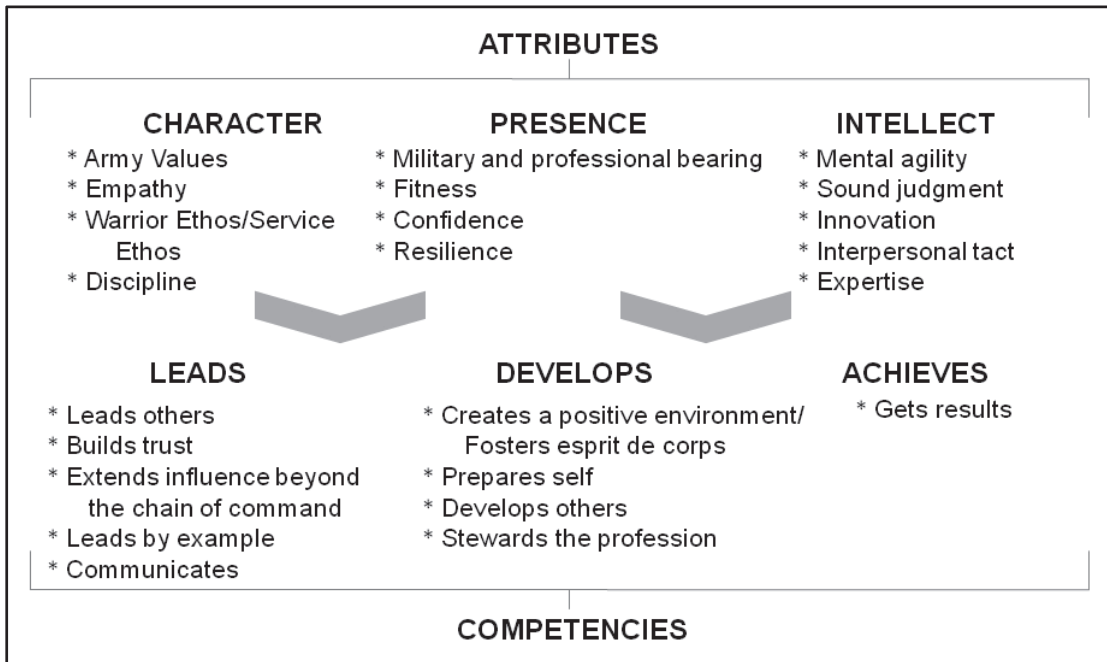 ATTRIBUTES
CHARACTER
* Army Values
* Empathy
* Warrior Ethos/Service
Ethos
* Discipline
PRESENCE
* Military and professional bearing
* Fitness
* Confidence
* Resilience
INTELLECT
* Mental agility
* Sound judgment
* Innovation
* Interpersonal tact
* Expertise
LEADS
* Leads others
* Builds trust
* Extends influence beyond
the chain of command
* Leads by example
* Communicates
DEVELOPS
* Creates a positive environment/
Fosters esprit de corps
* Prepares self
* Develops others
* Stewards the profession
ACHIEVES
* Gets results
COMPETENCIES